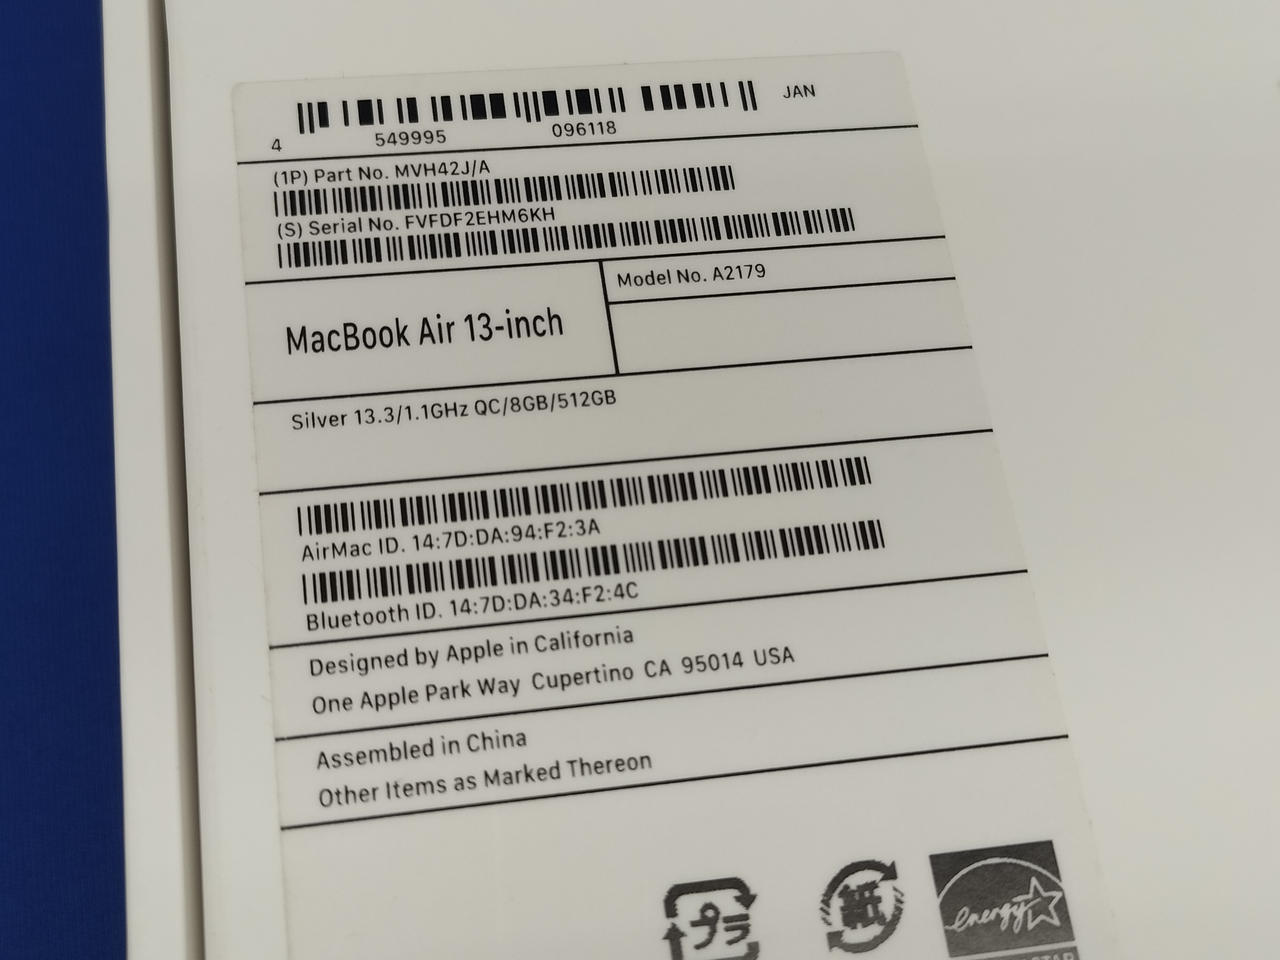 4 549995 096118 JAN
(1P) Part No. MVH42J/A
(S) Serial No. FVFDF2EHM6KH
MacBook Air 13-inch
Model No. A2179
Silver 13.3/1.1GHz QC/8GB/512GB
AirMac ID. 14:7D:DA:94:F2:3A
Bluetooth ID. 14:7D:DA:34:F2:4C
Designed by Apple in California
One Apple Park Way Cupertino CA 95014 USA
Assembled in China
Other Items as Marked Thereon
プラ
紙
energy